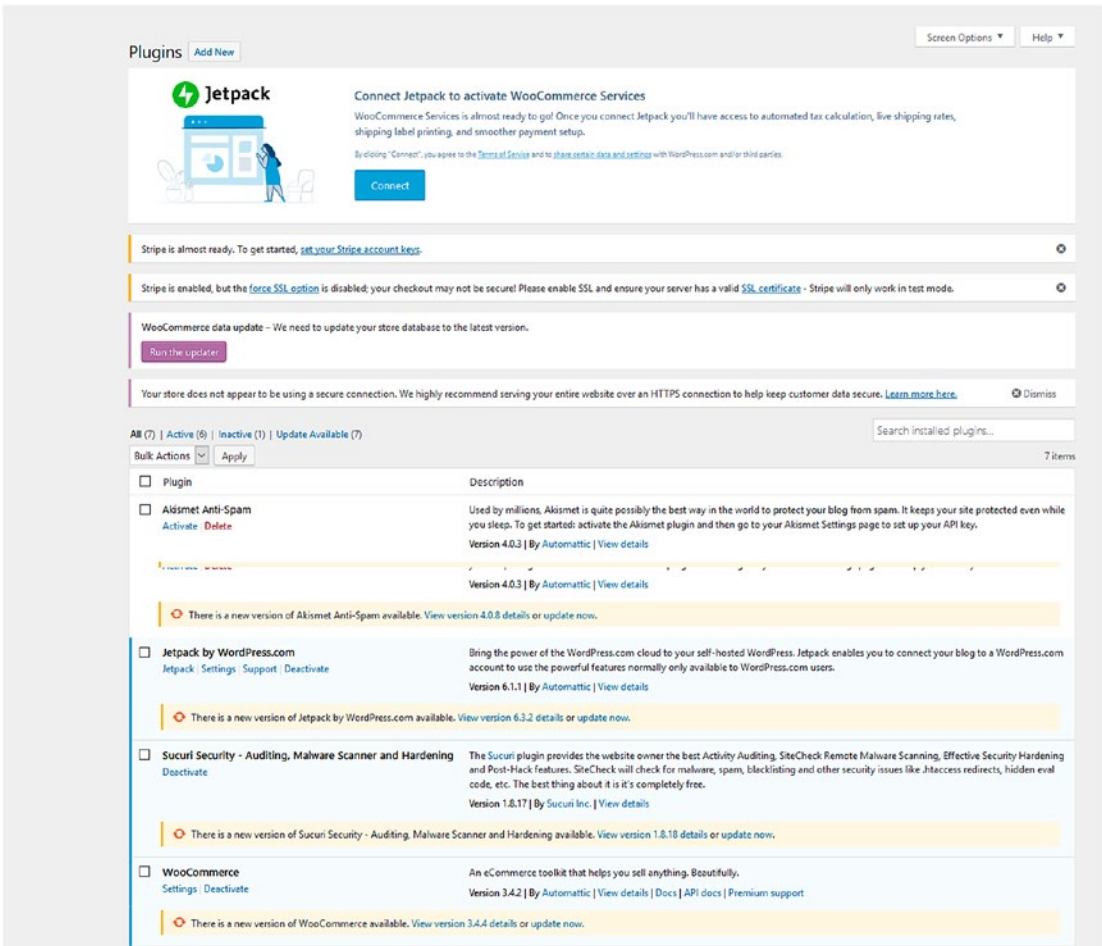 Screen Options ▼ Help ▼
Plugins Add New
Jetpack
Connect Jetpack to activate WooCommerce Services
WooCommerce Services is almost ready to go! Once you connect Jetpack you'll have access to automated tax calculation, live shipping rates,
shipping label printing, and smoother payment setup.
By clicking "Connect", you agree to the Terms of Service and to share certain data and settings with WordPress.com and/or third parties.
Connect
Stripe is almost ready. To get started, set your Stripe account keys.
Stripe is enabled, but the force SSL option is disabled; your checkout may not be secure! Please enable SSL and ensure your server has a valid SSL certificate - Stripe will only work in test mode.
WooCommerce data update – We need to update your store database to the latest version.
Run the updater
Your store does not appear to be using a secure connection. We highly recommend serving your entire website over an HTTPS connection to help keep customer data secure. Learn more here. Dismiss
All (7) | Active (6) | Inactive (1) | Update Available (7)
Search installed plugins...
Bulk Actions Apply
7 items
Plugin Description
Akismet Anti-Spam
Activate | Delete
Used by millions, Akismet is quite possibly the best way in the world to protect your blog from spam. It keeps your site protected even while
you sleep. To get started: activate the Akismet plugin and then go to your Akismet Settings page to set up your API key.
Version 4.0.3 | By Automattic | View details
Version 4.0.3 | By Automattic | View details
There is a new version of Akismet Anti-Spam available. View version 4.0.8 details or update now.
Jetpack by WordPress.com
Jetpack | Settings | Support | Deactivate
Bring the power of the WordPress.com cloud to your self-hosted WordPress. Jetpack enables you to connect your blog to a WordPress.com
account to use the powerful features normally only available to WordPress.com users.
Version 6.1.1 | By Automattic | View details
There is a new version of Jetpack by WordPress.com available. View version 6.3.2 details or update now.
Sucuri Security - Auditing, Malware Scanner and Hardening
Deactivate
The Sucuri plugin provides the website owner the best Activity Auditing, SiteCheck Remote Malware Scanning, Effective Security Hardening
and Post-Hack features. SiteCheck will check for malware, spam, blacklisting and other security issues like .htaccess redirects, hidden eval
code, etc. The best thing about it is it's completely free.
Version 1.8.17 | By Sucuri Inc. | View details
There is a new version of Sucuri Security - Auditing, Malware Scanner and Hardening available. View version 1.8.18 details or update now.
WooCommerce
Settings | Deactivate
An eCommerce toolkit that helps you sell anything. Beautifully.
Version 3.4.2 | By Automattic | View details | Docs | API docs | Premium support
There is a new version of WooCommerce available. View version 3.4.4 details or update now.